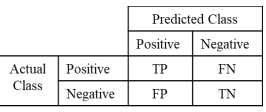 Predicted Class
Positive Negative
Actual Class Positive TP FN
Negative FP TN